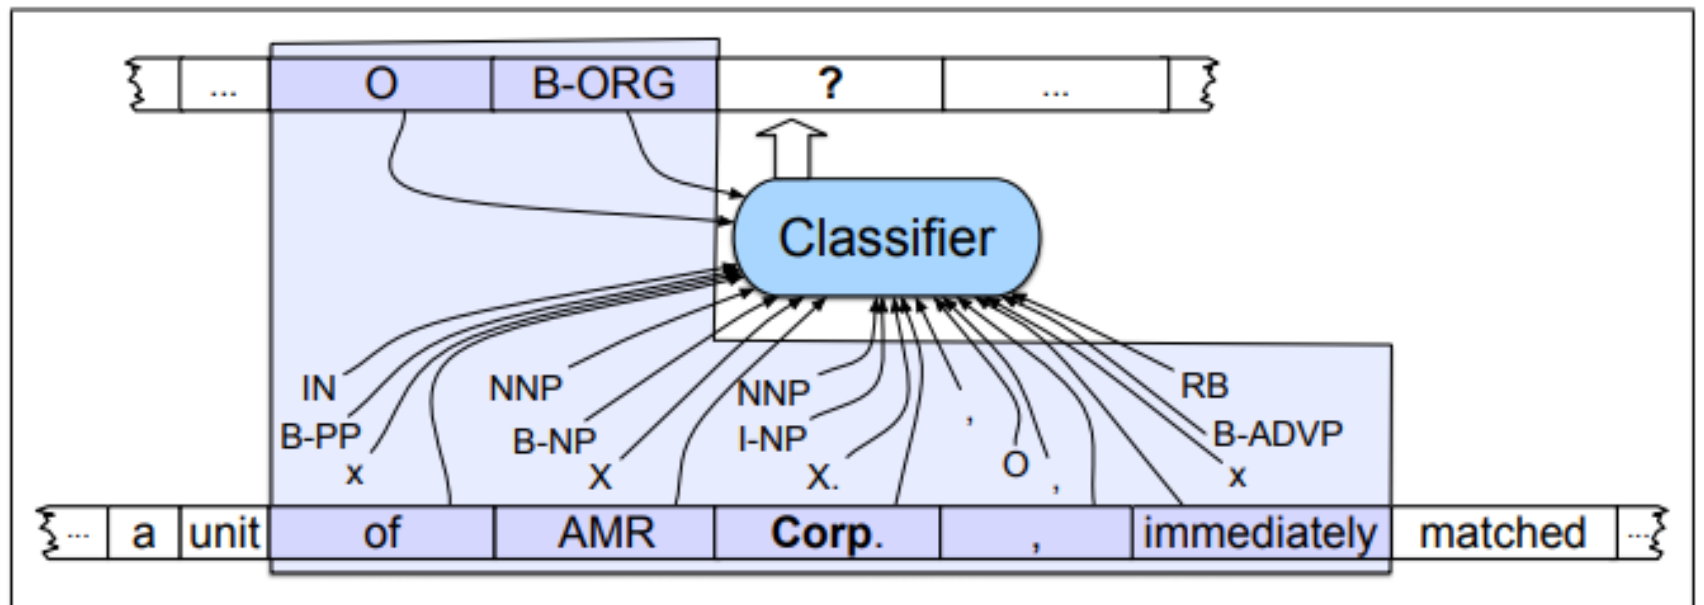 ... O B-ORG ? ...
Classifier
IN NNP NNP , RB
B-PP B-NP I-NP B-ADVP
x X X. O , x
... a unit of AMR Corp. , immediately matched ...